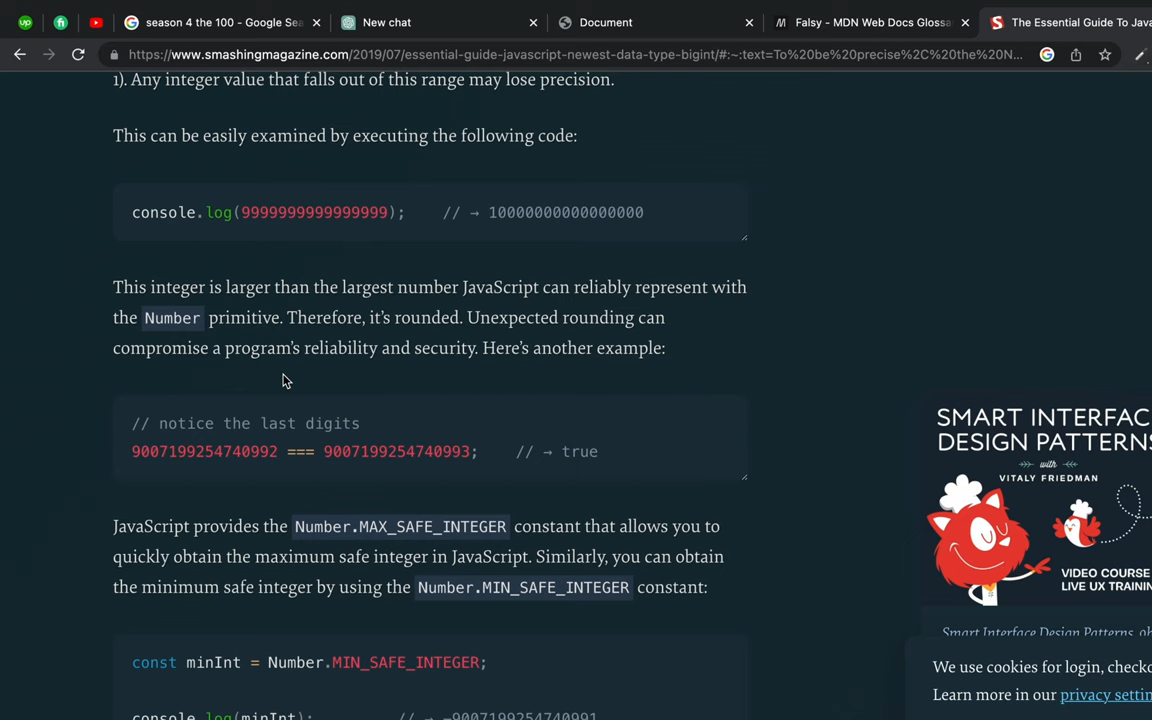 season 4 the 100 - Google Sea
New chat
Document
Falsy - MDN Web Docs Glossa
The Essential Guide To Java
https://www.smashingmagazine.com/2019/07/essential-guide-javascript-newest-data-type-bigint/#:~:text=To%20be%20precise%2C%20the%20N...
1). Any integer value that falls out of this range may lose precision.
This can be easily examined by executing the following code:
console.log(9999999999999999);    // → 10000000000000000
This integer is larger than the largest number JavaScript can reliably represent with
the Number primitive. Therefore, it’s rounded. Unexpected rounding can
compromise a program’s reliability and security. Here’s another example:
// notice the last digits
9007199254740992 === 9007199254740993;    // → true
JavaScript provides the Number.MAX_SAFE_INTEGER constant that allows you to
quickly obtain the maximum safe integer in JavaScript. Similarly, you can obtain
the minimum safe integer by using the Number.MIN_SAFE_INTEGER constant:
const minInt = Number.MIN_SAFE_INTEGER;
console.log(minInt);    // → -9007199254740991
SMART INTERFAC
DESIGN PATTERNS
with
VITALY FRIEDMAN
VIDEO COURSE
LIVE UX TRAININ
Smart Interface Design Patterns, ob
We use cookies for login, checko
Learn more in our privacy settin